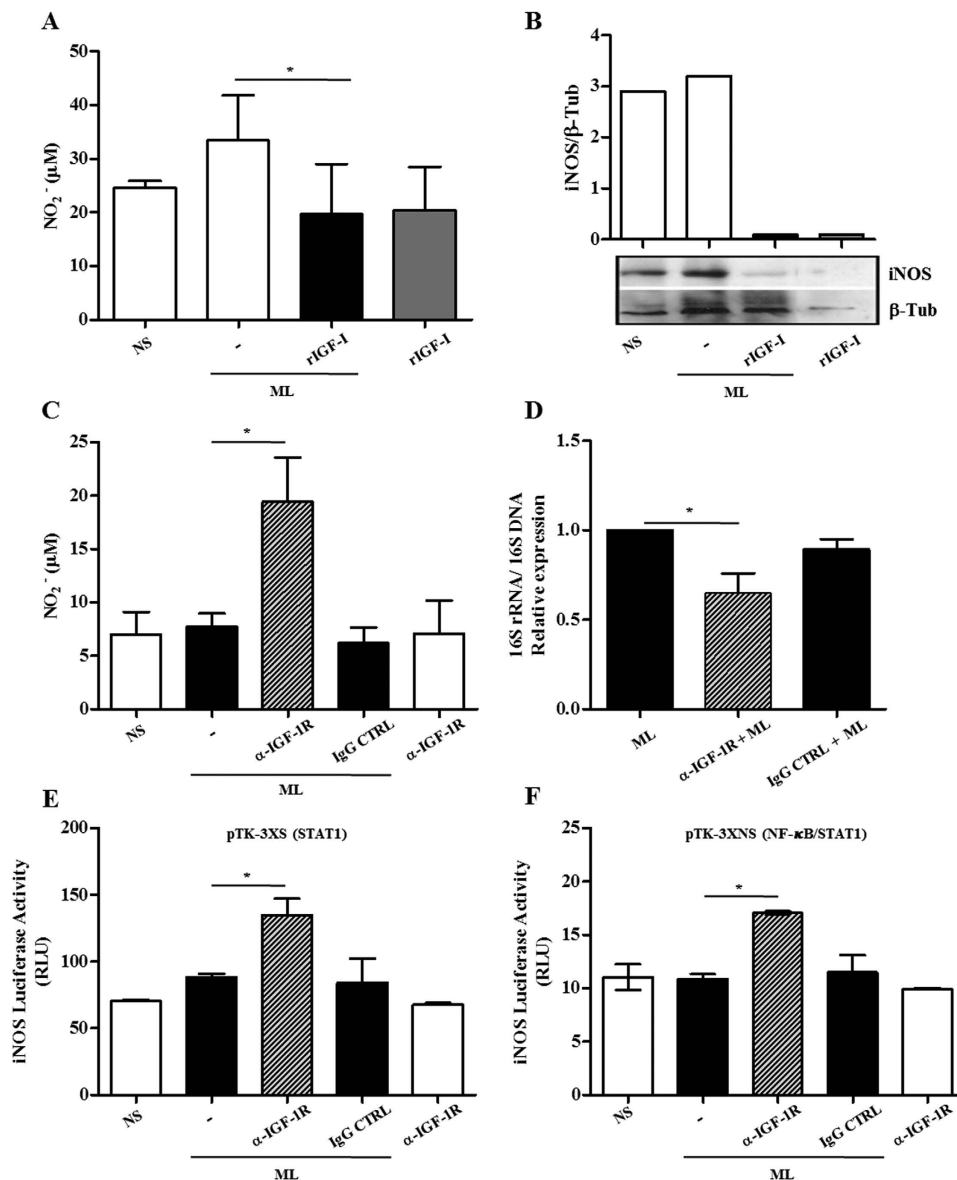 A
50
40
30
20
10
0
NO₂⁻ (µM)
*
NS
-
rIGF-I
rIGF-I
ML
B
4
3
2
1
0
iNOS/β-Tub
iNOS
β-Tub
NS
-
rIGF-I
rIGF-I
ML
C
25
20
15
10
5
0
NO₂⁻ (µM)
*
NS
-
α-IGF-1R
IgG CTRL
α-IGF-1R
ML
D
1.5
1.0
0.5
0.0
16S rRNA/ 16S DNA
Relative expression
*
ML
α-IGF-1R + ML
IgG CTRL + ML
E
200
150
100
50
0
iNOS Luciferase Activity
(RLU)
pTK-3XS (STAT1)
*
NS
-
α-IGF-1R
IgG CTRL
α-IGF-1R
ML
F
25
20
15
10
5
0
iNOS Luciferase Activity
(RLU)
pTK-3XNS (NF-κB/STAT1)
*
NS
-
α-IGF-1R
IgG CTRL
α-IGF-1R
ML